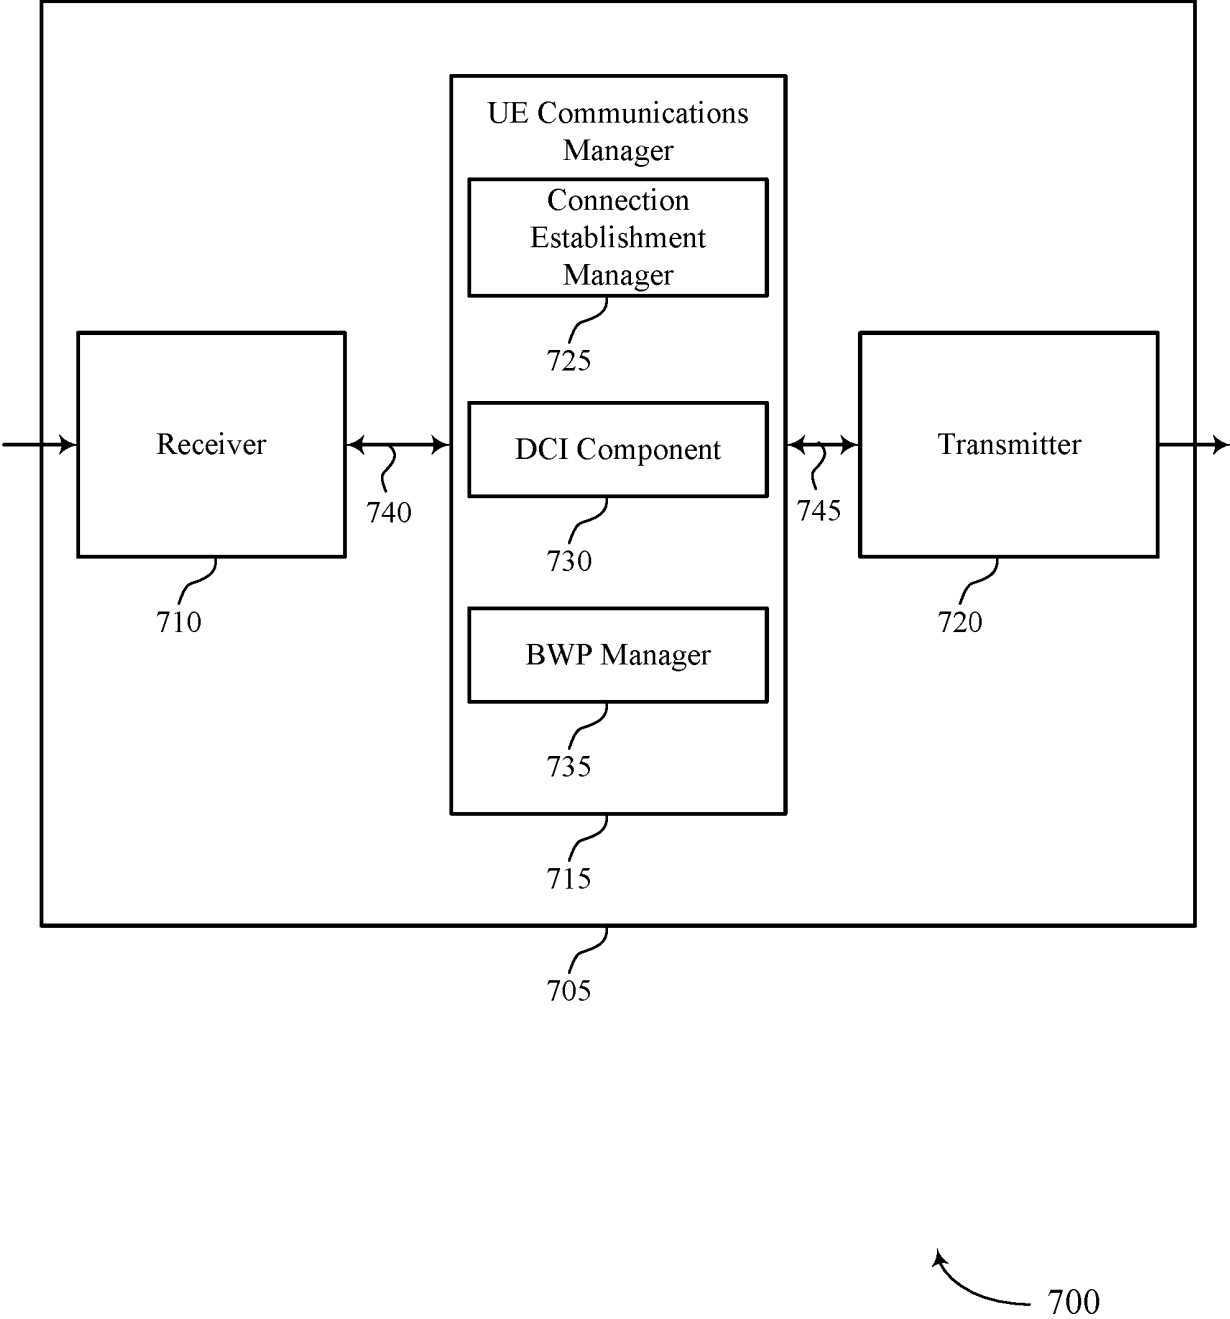 UE Communications
Manager
Connection
Establishment
Manager
725
Receiver
DCI Component
Transmitter
740
745
730
710
720
BWP Manager
735
715
705
700